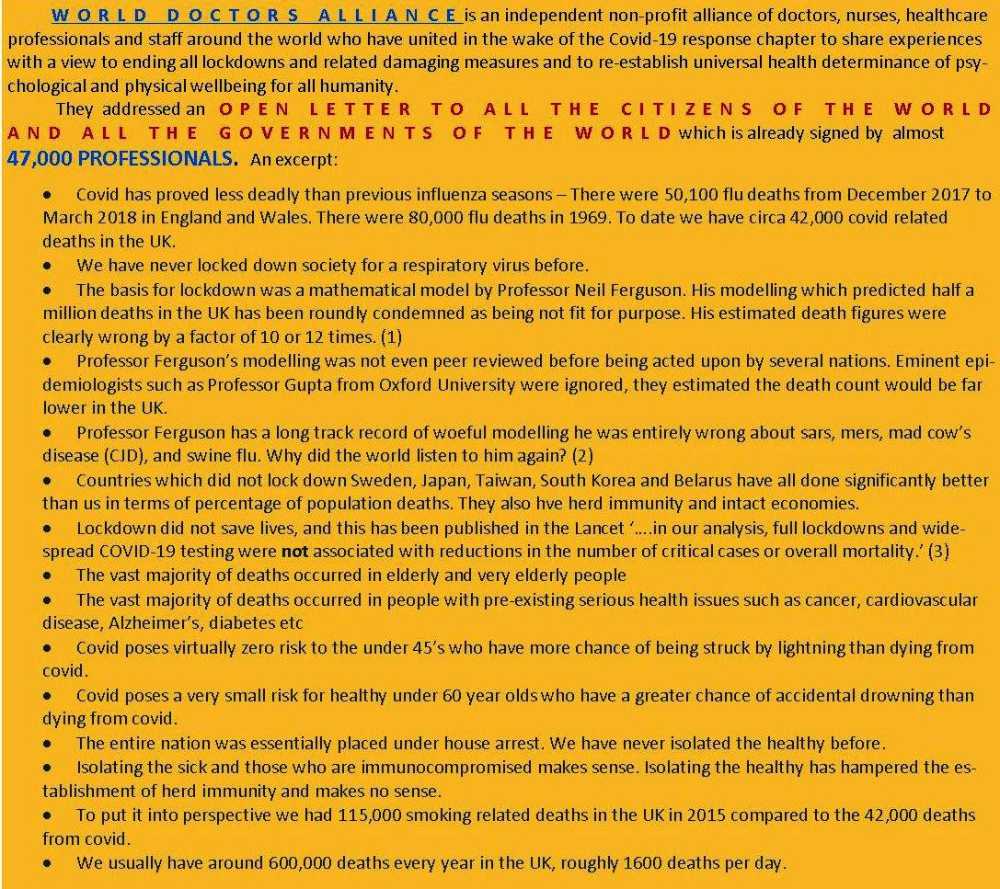 WORLD DOCTORS ALLIANCE is an independent non-profit alliance of doctors, nurses, healthcare
professionals and staff around the world who have united in the wake of the Covid-19 response chapter to share experiences
with a view to ending all lockdowns and related damaging measures and to re-establish universal health determinance of psy-
chological and physical wellbeing for all humanity.
They addressed an OPEN LETTER TO ALL THE CITIZENS OF THE WORLD
AND ALL THE GOVERNMENTS OF THE WORLD which is already signed by almost
47,000 PROFESSIONALS. An excerpt:
• Covid has proved less deadly than previous influenza seasons – There were 50,100 flu deaths from December 2017 to
March 2018 in England and Wales. There were 80,000 flu deaths in 1969. To date we have circa 42,000 covid related
deaths in the UK.
• We have never locked down society for a respiratory virus before.
• The basis for lockdown was a mathematical model by Professor Neil Ferguson. His modelling which predicted half a
million deaths in the UK has been roundly condemned as being not fit for purpose. His estimated death figures were
clearly wrong by a factor of 10 or 12 times. (1)
• Professor Ferguson's modelling was not even peer reviewed before being acted upon by several nations. Eminent epi-
demiologists such as Professor Gupta from Oxford University were ignored, they estimated the death count would be far
lower in the UK.
• Professor Ferguson has a long track record of woeful modelling he was entirely wrong about sars, mers, mad cow's
disease (CJD), and swine flu. Why did the world listen to him again? (2)
• Countries which did not lock down Sweden, Japan, Taiwan, South Korea and Belarus have all done significantly better
than us in terms of percentage of population deaths. They also hve herd immunity and intact economies.
• Lockdown did not save lives, and this has been published in the Lancet '....in our analysis, full lockdowns and wide-
spread COVID-19 testing were not associated with reductions in the number of critical cases or overall mortality.' (3)
• The vast majority of deaths occurred in elderly and very elderly people
• The vast majority of deaths occurred in people with pre-existing serious health issues such as cancer, cardiovascular
disease, Alzheimer's, diabetes etc
• Covid poses virtually zero risk to the under 45's who have more chance of being struck by lightning than dying from
covid.
• Covid poses a very small risk for healthy under 60 year olds who have a greater chance of accidental drowning than
dying from covid.
• The entire nation was essentially placed under house arrest. We have never isolated the healthy before.
• Isolating the sick and those who are immunocompromised makes sense. Isolating the healthy has hampered the es-
tablishment of herd immunity and makes no sense.
• To put it into perspective we had 115,000 smoking related deaths in the UK in 2015 compared to the 42,000 deaths
from covid.
• We usually have around 600,000 deaths every year in the UK, roughly 1600 deaths per day.